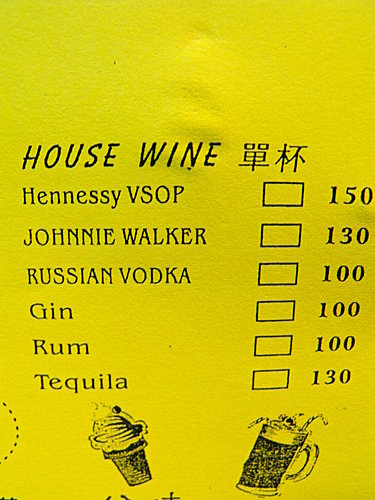 HOUSE WINE 單杯
Hennessy VSOP 150
JOHNNIE WALKER 130
RUSSIAN VODKA 100
Gin 100
Rum 100
Tequila 130